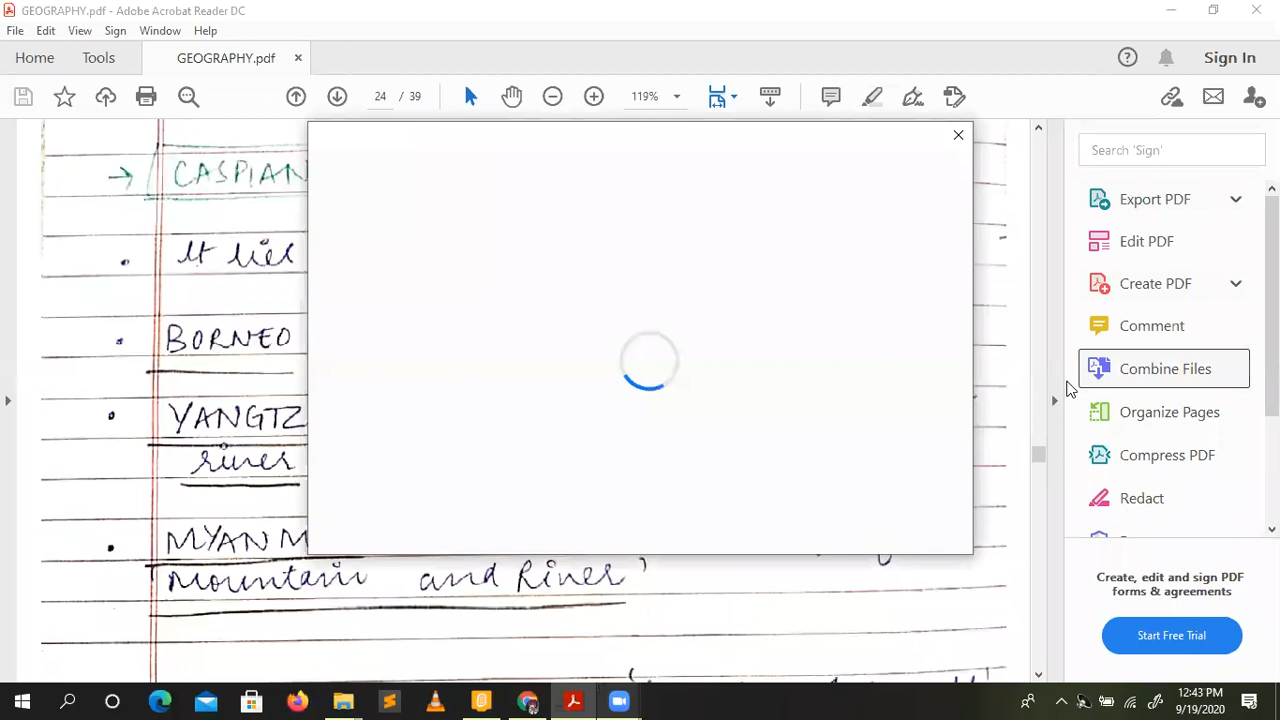 GEOGRAPHY.pdf - Adobe Acrobat Reader DC
File Edit View Sign Window Help
Home Tools GEOGRAPHY.pdf Sign In
24 / 39 119%
Search 'Sign'
Export PDF
Edit PDF
Create PDF
Comment
Combine Files
Organize Pages
Compress PDF
Redact
Create, edit and sign PDF
forms & agreements
Start Free Trial
→ CASPIAN
It lies
BORNEO
YANGTZ
river
MYANM
Mountain and River
12:43 PM
9/19/2020